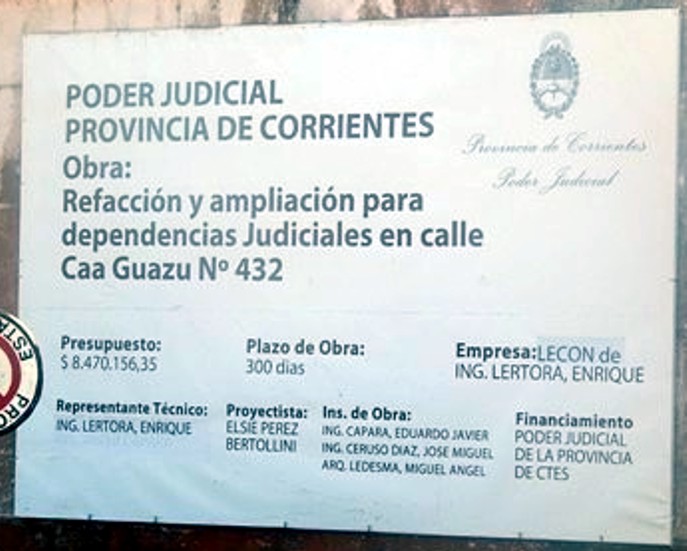 PODER JUDICIAL
PROVINCIA DE CORRIENTES
Obra:
Refacción y ampliación para
dependencias Judiciales en calle
Caa Guazu Nº 432
Provincia de Corrientes
Poder Judicial
Presupuesto:
$ 8.470.156,35
Plazo de Obra:
300 dias
Empresa:LECON de
ING. LERTORA, ENRIQUE
Representante Técnico:
ING. LERTORA, ENRIQUE
Proyectista:
ELSIE PEREZ
BERTOLLINI
Ins. de Obra:
ING. CAPARA, EDUARDO JAVIER
ING. CERUSO DIAZ, JOSE MIGUEL
ARQ. LEDESMA, MIGUEL ANGEL
Financiamiento
PODER JUDICIAL
DE LA PROVINCIA
DE CTES